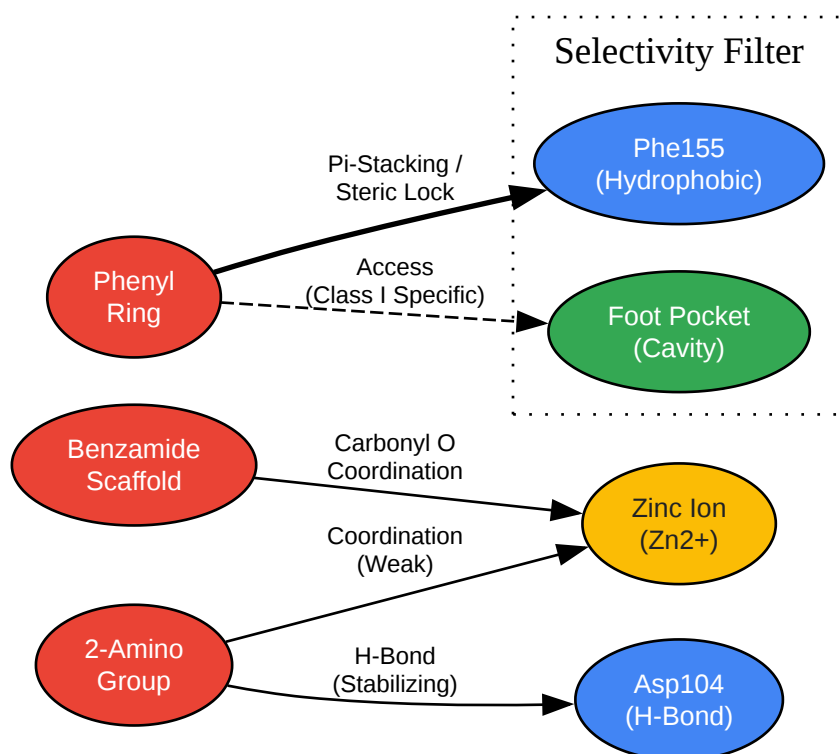 Selectivity Filter
Phe155
(Hydrophobic)
Pi-Stacking /
Steric Lock
Phenyl
Ring
Access
(Class I Specific)
Foot Pocket
(Cavity)
Benzamide
Scaffold
Carbonyl O
Coordination
Zinc Ion
(Zn2+)
Coordination
(Weak)
2-Amino
Group
H-Bond
(Stabilizing)
Asp104
(H-Bond)